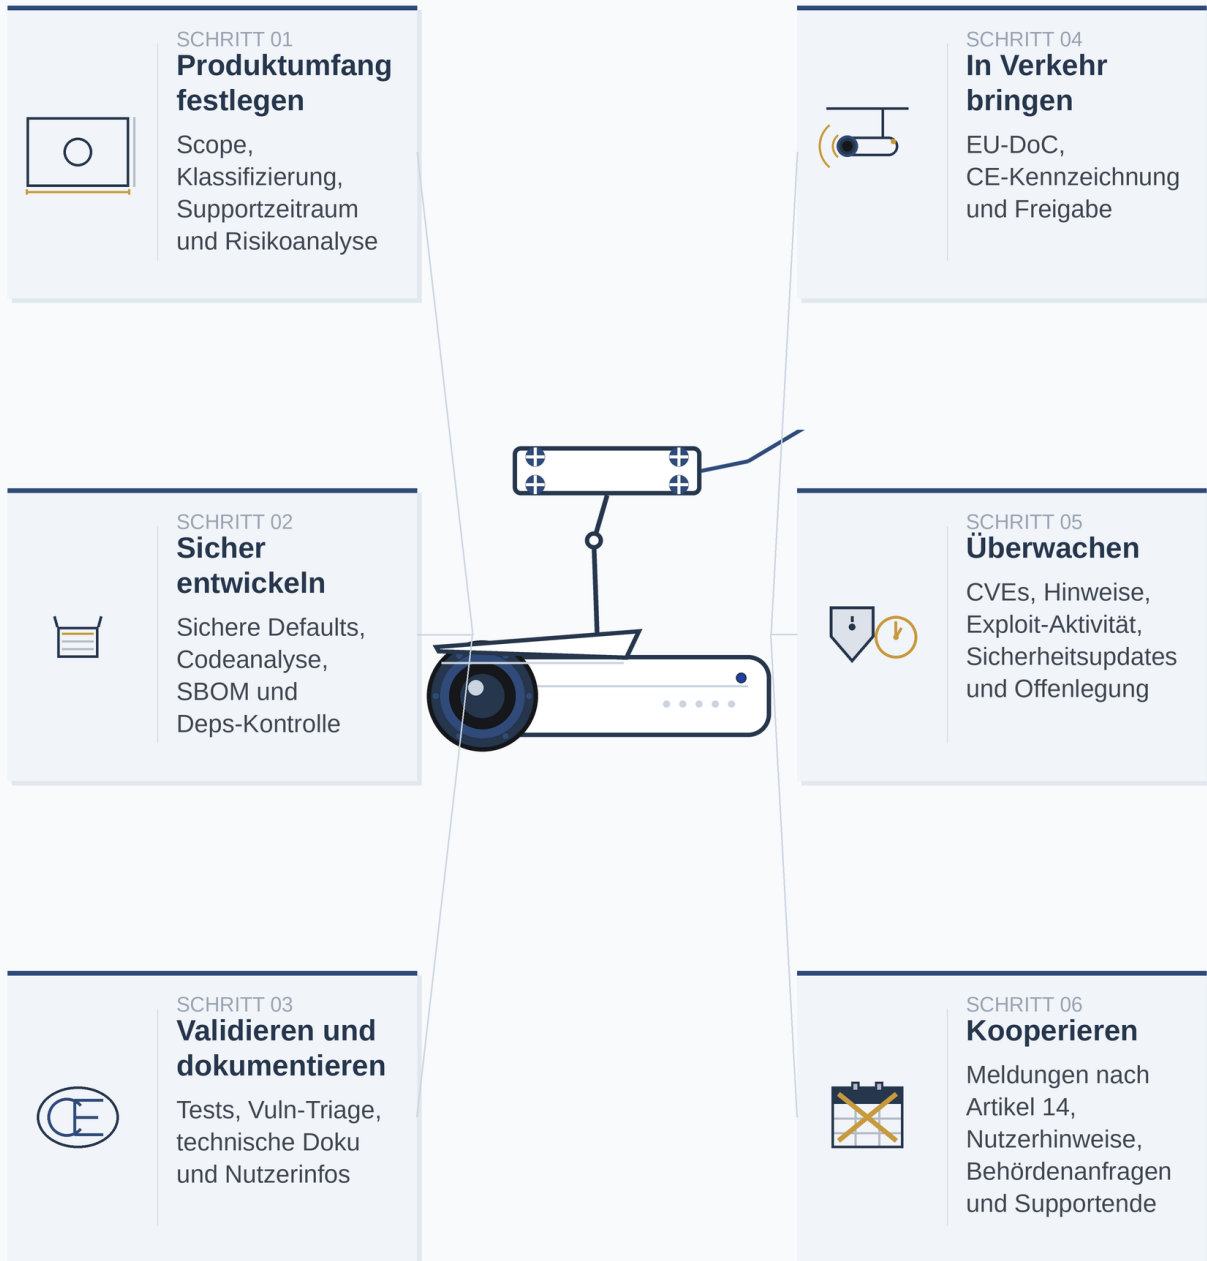 SCHRITT 01
Produktumfang
festlegen
Scope,
Klassifizierung,
Supportzeitraum
und Risikoanalyse
SCHRITT 02
Sicher
entwickeln
Sichere Defaults,
Codeanalyse,
SBOM und
Deps-Kontrolle
SCHRITT 03
Validieren und
dokumentieren
Tests, Vuln-Triage,
technische Doku
und Nutzerinfos
SCHRITT 04
In Verkehr
bringen
EU-DoC,
CE-Kennzeichnung
und Freigabe
SCHRITT 05
Überwachen
CVEs, Hinweise,
Exploit-Aktivität,
Sicherheitsupdates
und Offenlegung
SCHRITT 06
Kooperieren
Meldungen nach
Artikel 14,
Nutzerhinweise,
Behördenanfragen
und Supportende